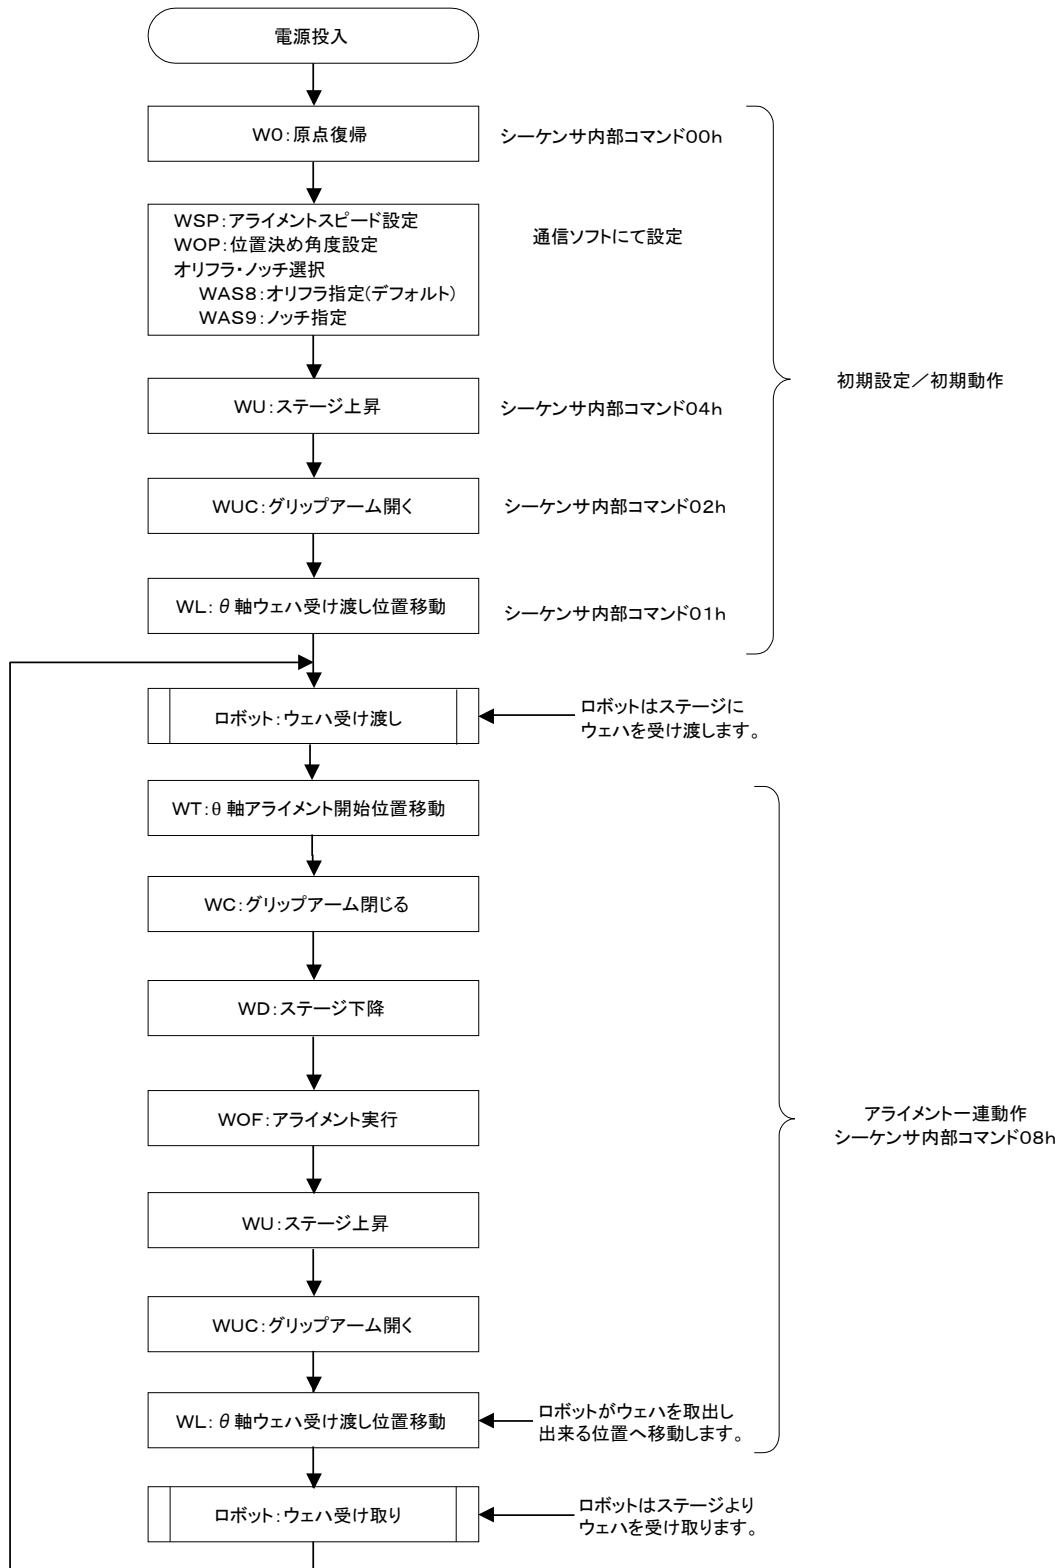 電源投入
W0:原点復帰
シーケンサ内部コマンド00h
WSP:アライメントスピード設定
WOP:位置決め角度設定
オリフラ・ノッチ選択
WAS8:オリフラ指定(デフォルト)
WAS9:ノッチ指定
通信ソフトにて設定
WU:ステージ上昇
シーケンサ内部コマンド04h
初期設定/初期動作
WUC:グリップアーム開く
シーケンサ内部コマンド02h
WL:θ軸ウェハ受け渡し位置移動
シーケンサ内部コマンド01h
ロボット:ウェハ受け渡し
ロボットはステージに
ウェハを受け渡します。
WT:θ軸アライメント開始位置移動
WC:グリップアーム閉じる
WD:ステージ下降
WOF:アライメント実行
アライメント一連動作
シーケンサ内部コマンド08h
WU:ステージ上昇
WUC:グリップアーム開く
WL:θ軸ウェハ受け渡し位置移動
ロボットがウェハを取出し
出来る位置へ移動します。
ロボット:ウェハ受け取り
ロボットはステージより
ウェハを受け取ります。